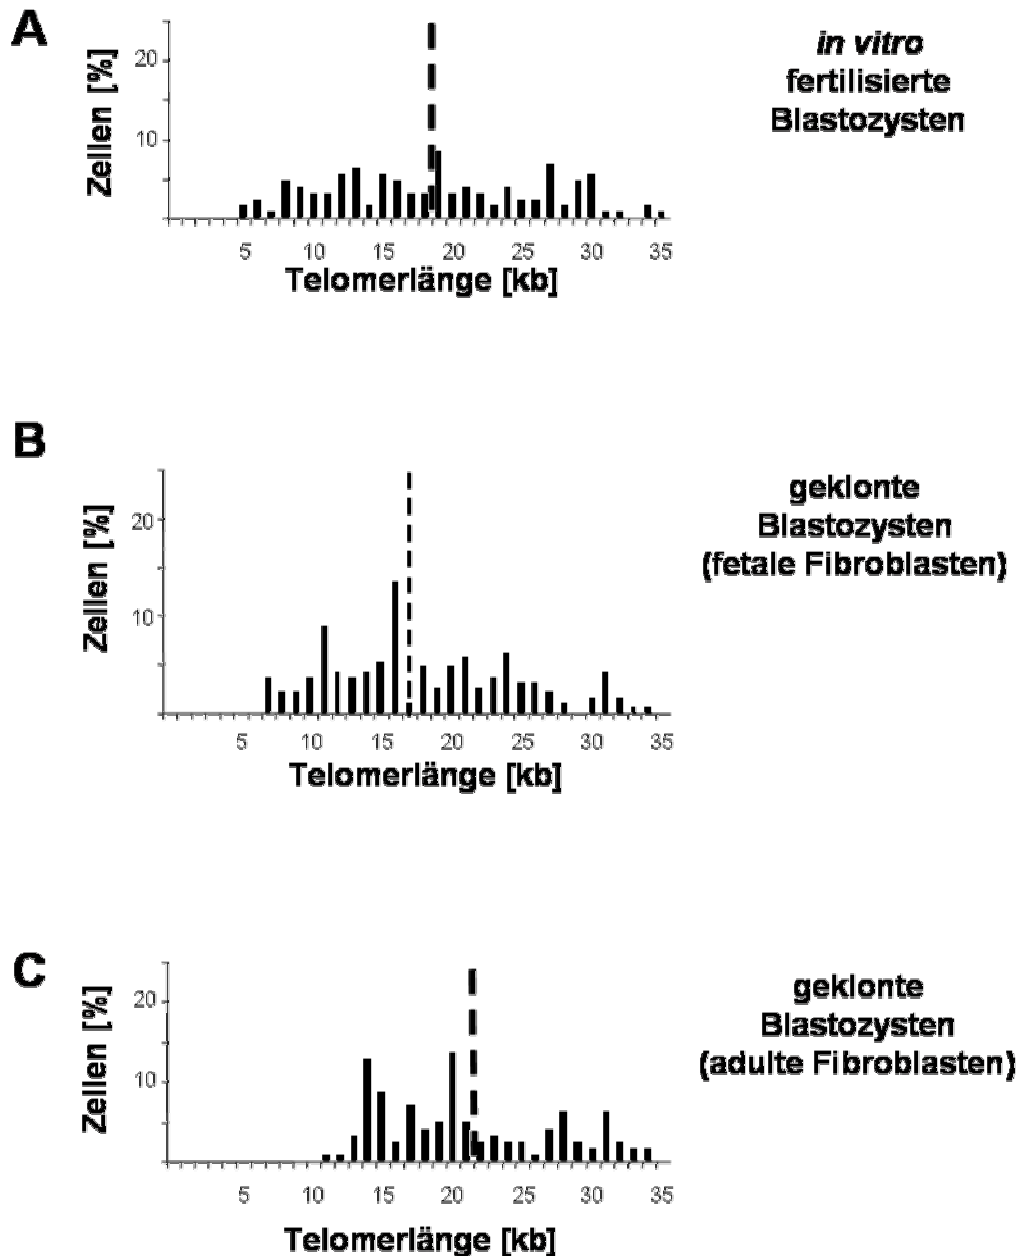 A
in vitro
fertilisierte
Blastozysten
Zellen [%]
20
10
5 10 15 20 25 30 35
Telomerlänge [kb]
B
geklonte
Blastozysten
(fetale Fibroblasten)
Zellen [%]
20
10
5 10 15 20 25 30 35
Telomerlänge [kb]
C
geklonte
Blastozysten
(adulte Fibroblasten)
Zellen [%]
20
10
5 10 15 20 25 30 35
Telomerlänge [kb]